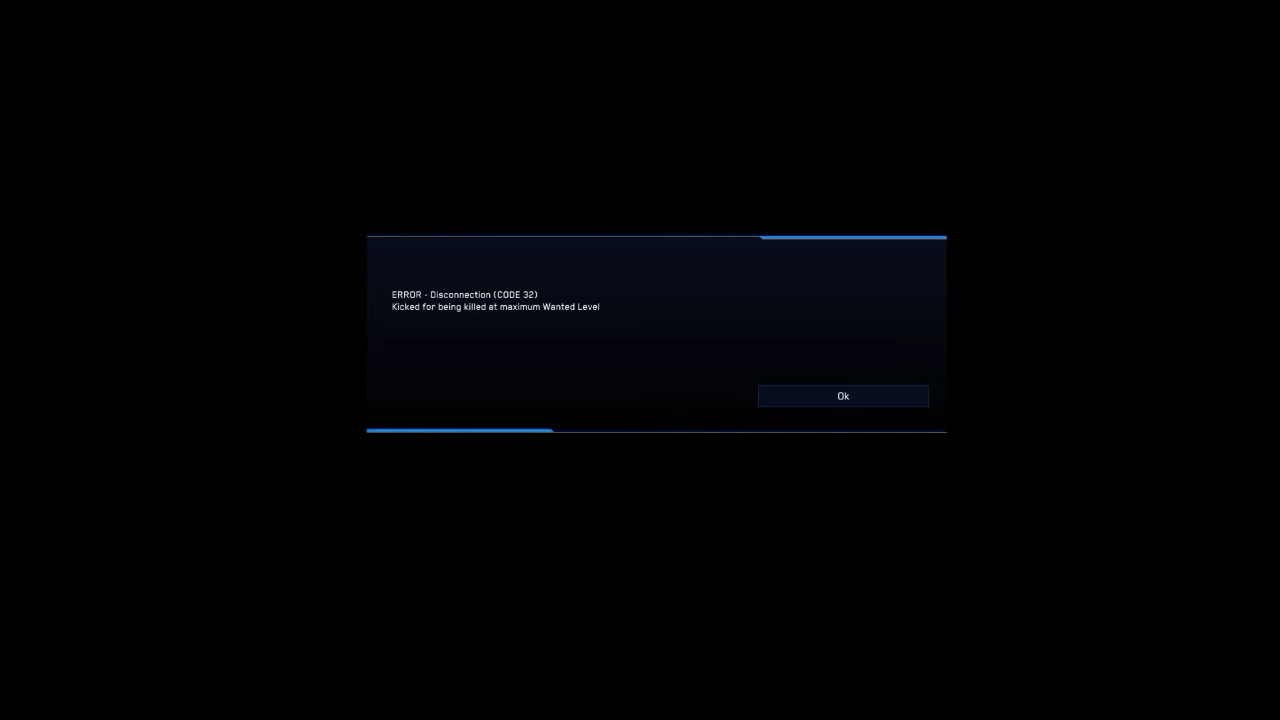 ERROR - Disconnection (CODE 32)
Kicked for being killed at maximum Wanted Level
Ok